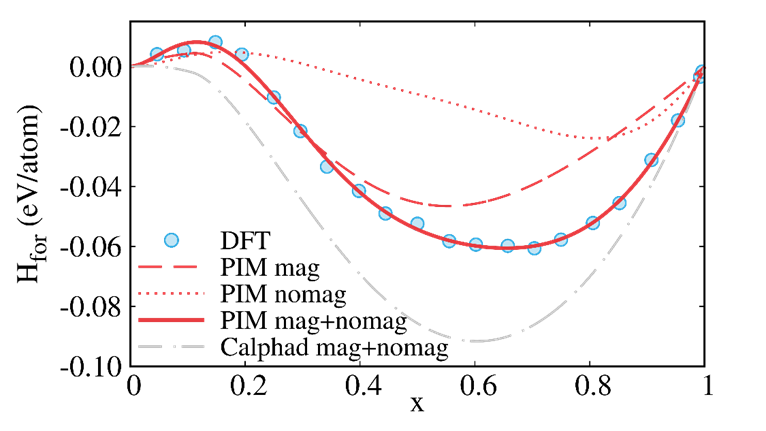 0.00
-0.02
-0.04
-0.06
-0.08
-0.10
H_for (eV/atom)
DFT
PIM mag
PIM nomag
PIM mag+nomag
Calphad mag+nomag
0 0.2 0.4 0.6 0.8 1
x